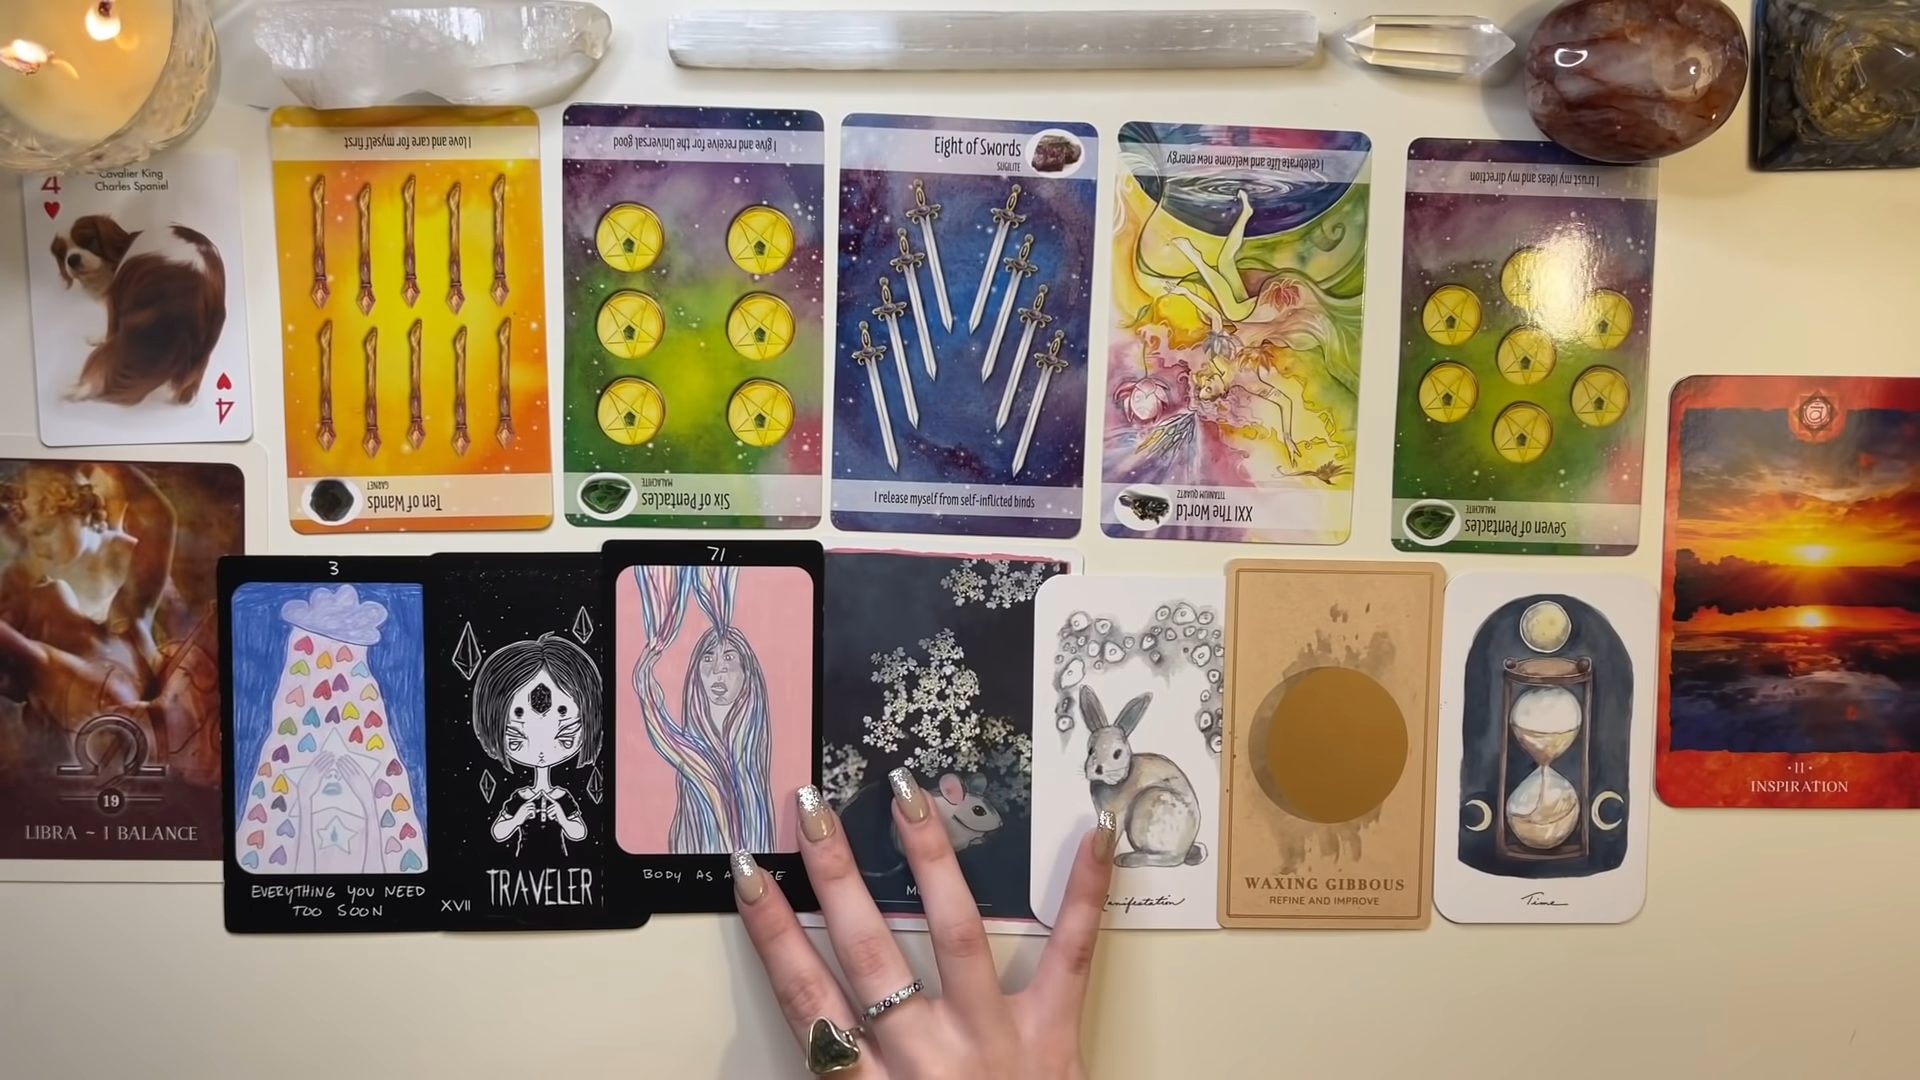 4
Cavalier King
Charles Spaniel
4
I love and care for myself first
Ten of Wands
GARNET
I give and receive for the universal good
Six of Pentacles
MALACHITE
Eight of Swords
SUGILITE
I release myself from self-inflicted binds
I celebrate life and welcome new energy
XXI The World
TITANIUM QUARTZ
I trust my ideas and my direction
Seven of Pentacles
MALACHITE
19
LIBRA ~ I BALANCE
3
EVERYTHING YOU NEED
TOO SOON
XVII
TRAVELER
71
BODY AS A
Manifestation
WAXING GIBBOUS
REFINE AND IMPROVE
Time
· 11 ·
INSPIRATION